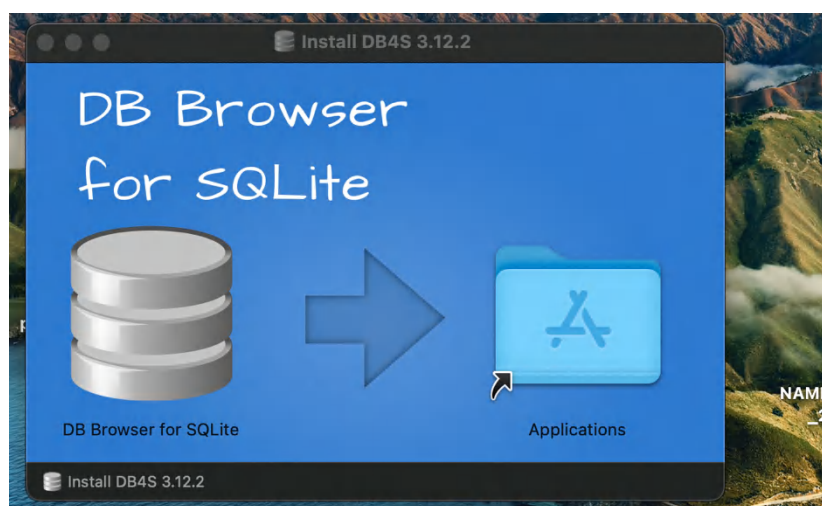 Install DB4S 3.12.2
DB Browser
for SQLite
DB Browser for SQLite
Applications
NAM
Install DB4S 3.12.2